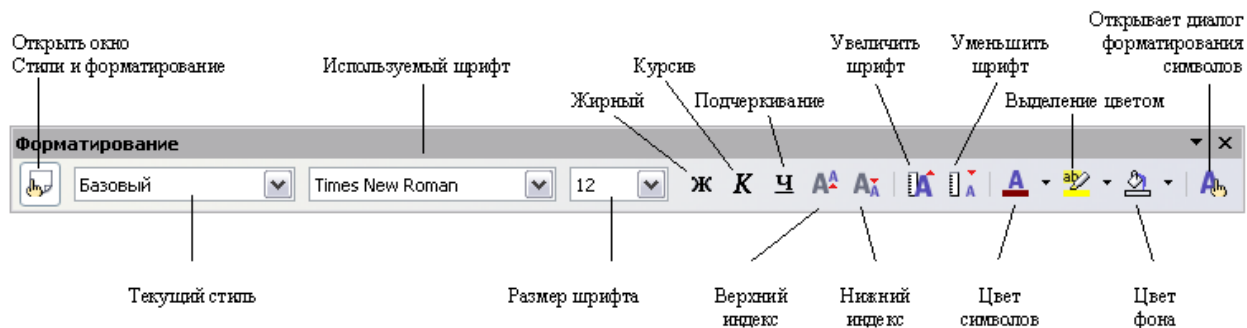 Открывает диалог
форматирования
символов
Открыть окно
Стили и форматирование
Используемый шрифт
Курсив
Увеличить
шрифт
Уменьшить
шрифт
Жирный
Подчеркивание
Выделение цветом
Форматирование
Базовый
Times New Roman
12
Ж К Ч
Текущий стиль
Размер шрифта
Верхний
индекс
Нижний
индекс
Цвет
символов
Цвет
фона